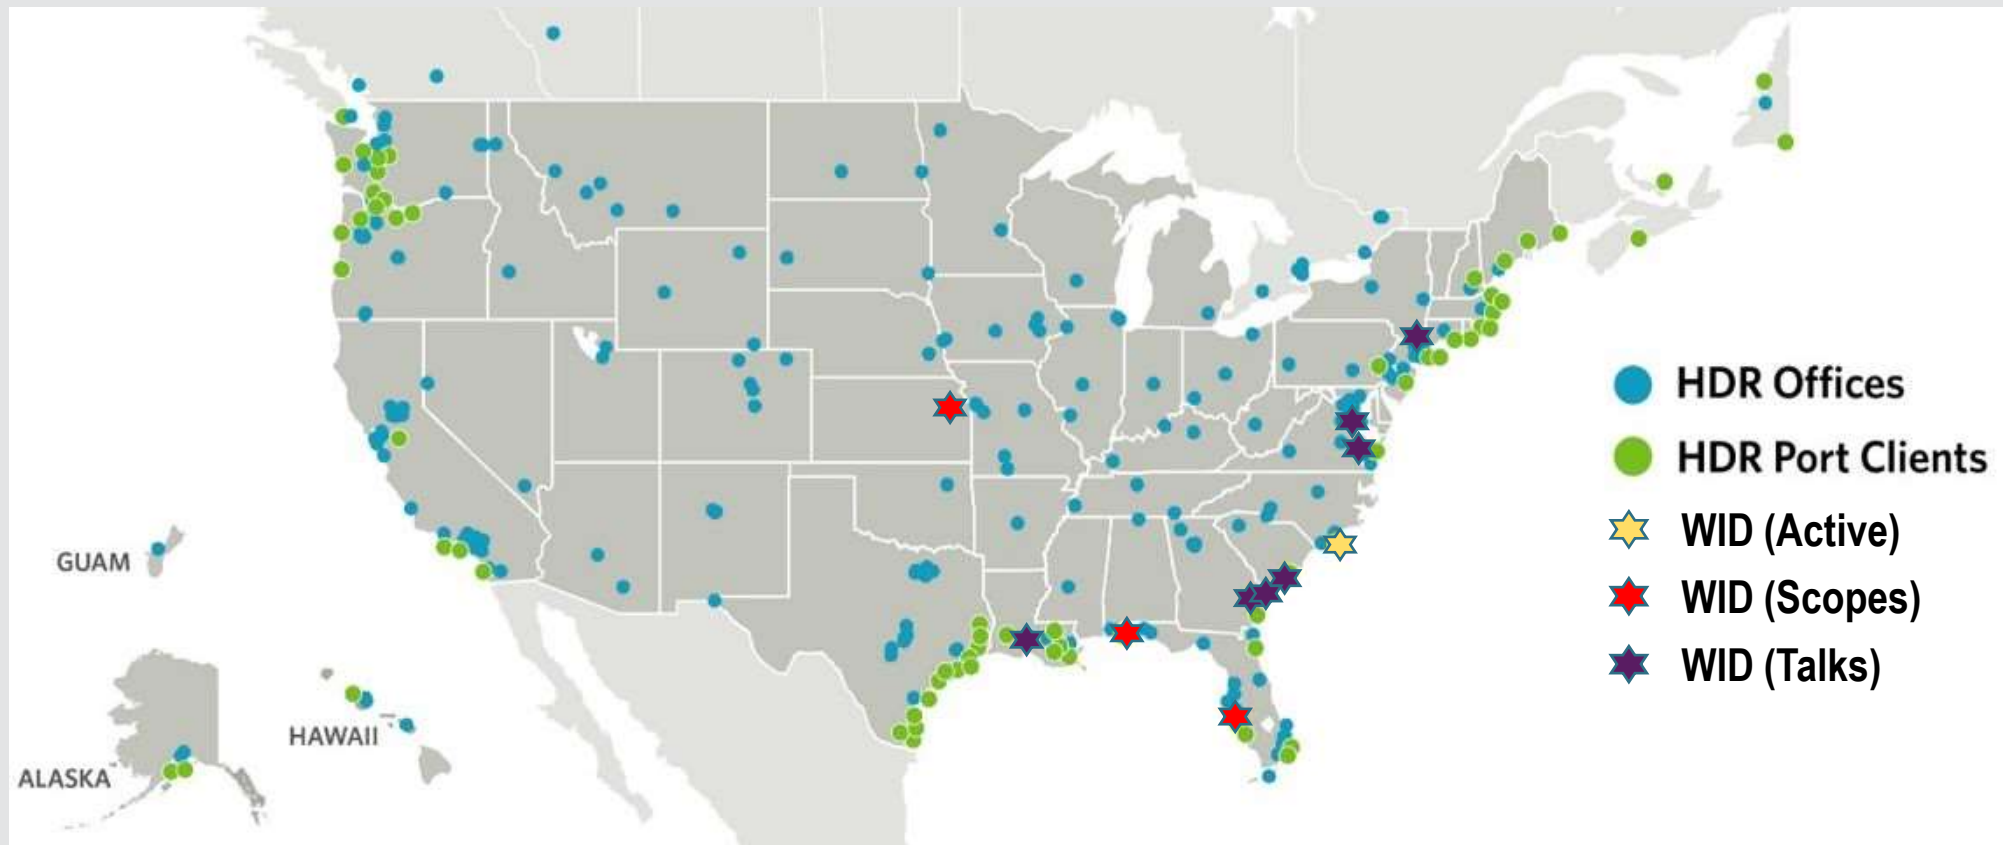 HDR Offices
HDR Port Clients
WID (Active)
WID (Scopes)
WID (Talks)
GUAM
HAWAII
ALASKA